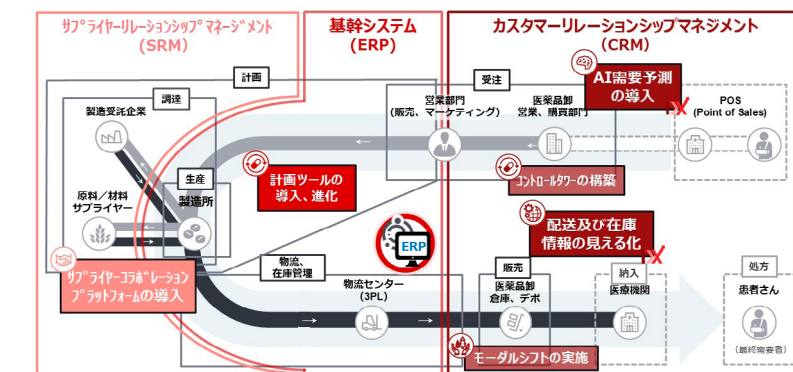 サプライヤーリレーションシップマネージメント
(SRM)
基幹システム
(ERP)
カスタマーリレーションシップマネジメント
(CRM)
計画
受注
AI需要予測
の導入
調達
製造受託企業
営業部門
(販売、マーケティング)
医薬品卸
営業、購買部門
POS
(Point of Sales)
生産
製造所
計画ツールの
導入、進化
コントロールタワーの構築
原料／材料
サプライヤー
ERP
配送及び在庫
情報の見える化
サプライヤーコラボレーション
プラットフォームの導入
物流、
在庫管理
物流センター
(3PL)
販売
医薬品卸
倉庫、デポ
納入
医療機関
処方
患者さん
(最終需要者)
モーダルシフトの実施